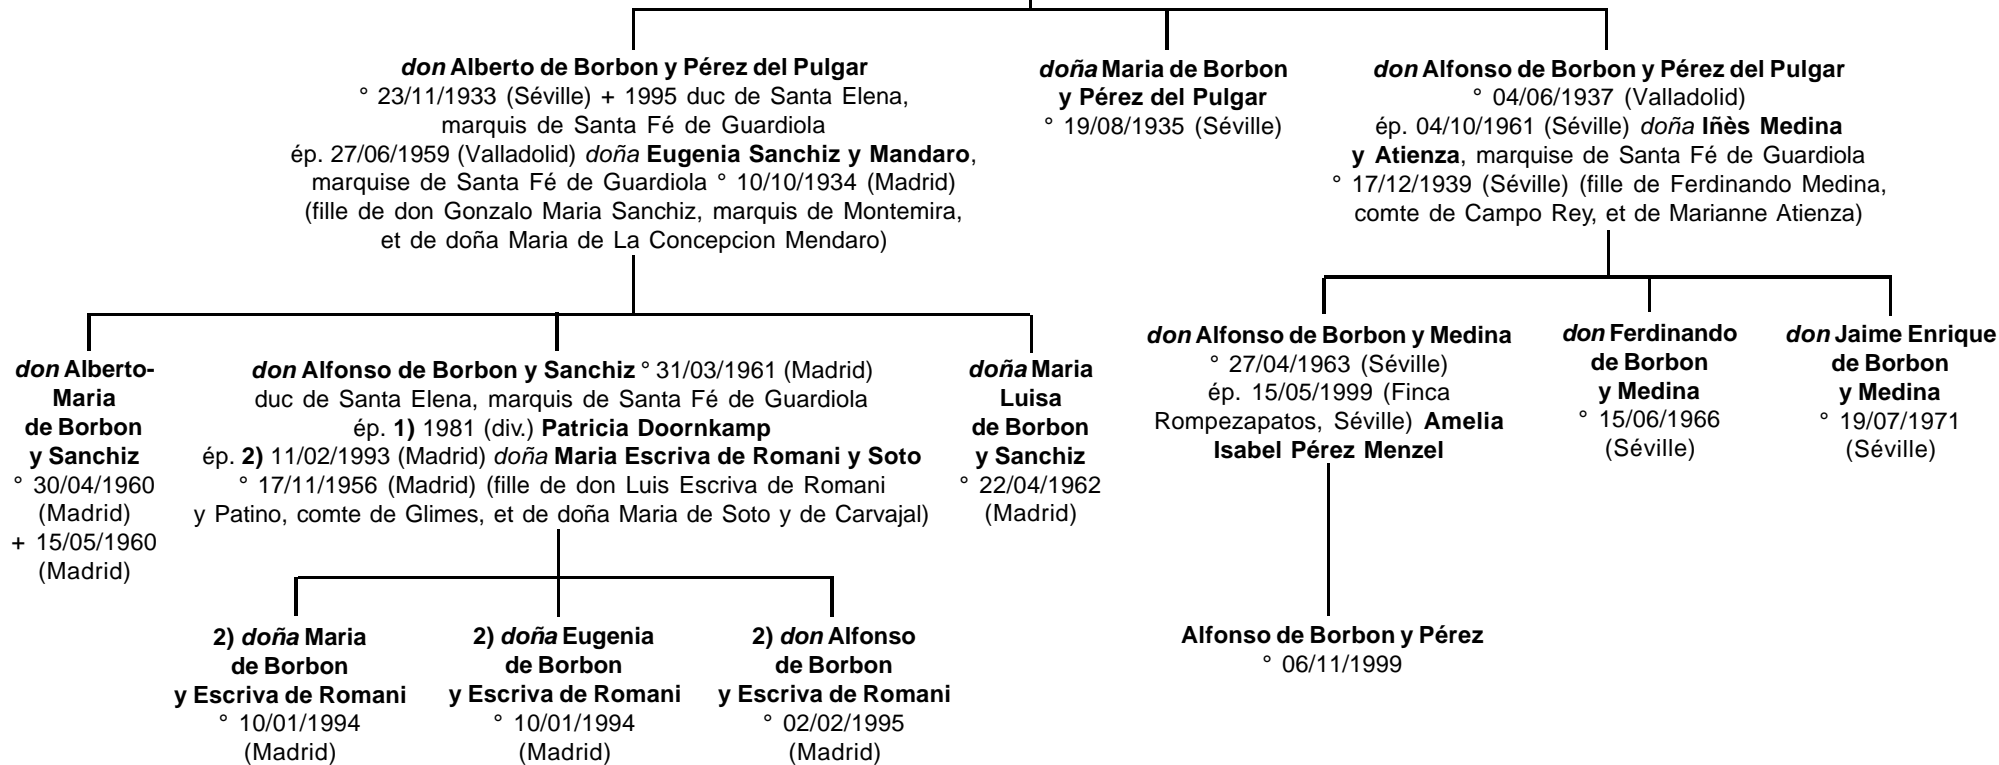 don Alberto de Borbon y Pérez del Pulgar
° 23/11/1933 (Séville) + 1995 duc de Santa Elena,
marquis de Santa Fé de Guardiola
ép. 27/06/1959 (Valladolid) doña Eugenia Sanchiz y Mandaro,
marquise de Santa Fé de Guardiola ° 10/10/1934 (Madrid)
(fille de don Gonzalo Maria Sanchiz, marquis de Montemira,
et de doña Maria de La Concepcion Mendaro)
doña Maria de Borbon
y Pérez del Pulgar
° 19/08/1935 (Séville)
don Alfonso de Borbon y Pérez del Pulgar
° 04/06/1937 (Valladolid)
ép. 04/10/1961 (Séville) doña Iñès Medina
y Atienza, marquise de Santa Fé de Guardiola
° 17/12/1939 (Séville) (fille de Ferdinando Medina,
comte de Campo Rey, et de Marianne Atienza)
don Alberto-
Maria
de Borbon
y Sanchiz
° 30/04/1960
(Madrid)
+ 15/05/1960
(Madrid)
don Alfonso de Borbon y Sanchiz ° 31/03/1961 (Madrid)
duc de Santa Elena, marquis de Santa Fé de Guardiola
ép. 1) 1981 (div.) Patricia Doornkamp
ép. 2) 11/02/1993 (Madrid) doña Maria Escriva de Romani y Soto
° 17/11/1956 (Madrid) (fille de don Luis Escriva de Romani
y Patino, comte de Glimes, et de doña Maria de Soto y de Carvajal)
doña Maria
Luisa
de Borbon
y Sanchiz
° 22/04/1962
(Madrid)
don Alfonso de Borbon y Medina
° 27/04/1963 (Séville)
ép. 15/05/1999 (Finca
Rompezapatos, Séville) Amelia
Isabel Pérez Menzel
don Ferdinando
de Borbon
y Medina
° 15/06/1966
(Séville)
don Jaime Enrique
de Borbon
y Medina
° 19/07/1971
(Séville)
2) doña Maria
de Borbon
y Escriva de Romani
° 10/01/1994
(Madrid)
2) doña Eugenia
de Borbon
y Escriva de Romani
° 10/01/1994
(Madrid)
2) don Alfonso
de Borbon
y Escriva de Romani
° 02/02/1995
(Madrid)
Alfonso de Borbon y Pérez
° 06/11/1999